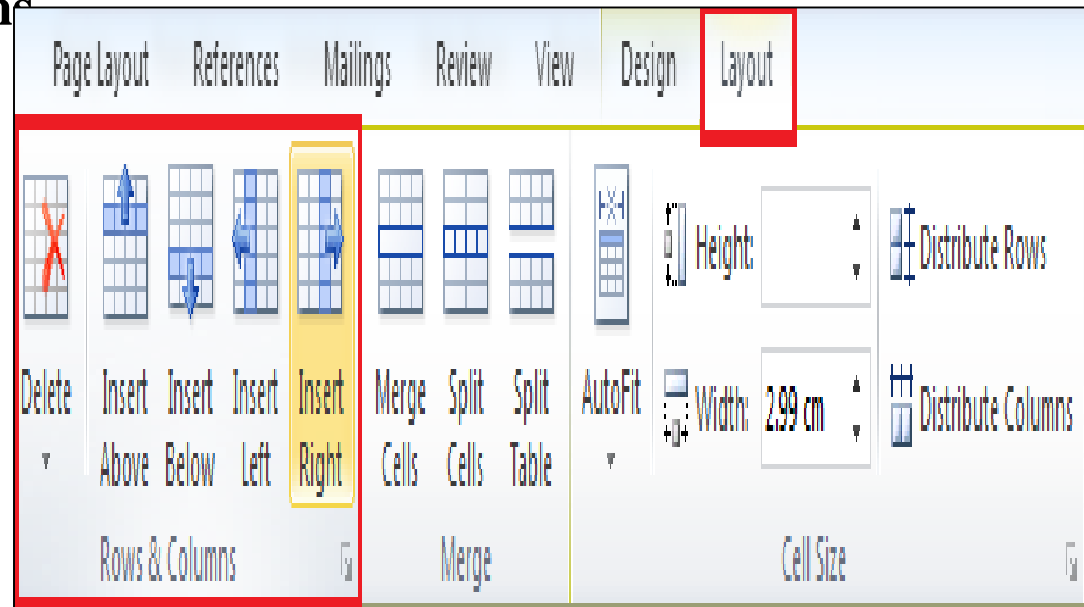 ns
Page Layout References Mailings Review View Design Layout
Delete Insert Above Insert Below Insert Left Insert Right Merge Cells Split Cells Split Table AutoFit
Height:
Width: 2.99 cm
Distribute Rows
Distribute Columns
Rows & Columns Merge Cell Size